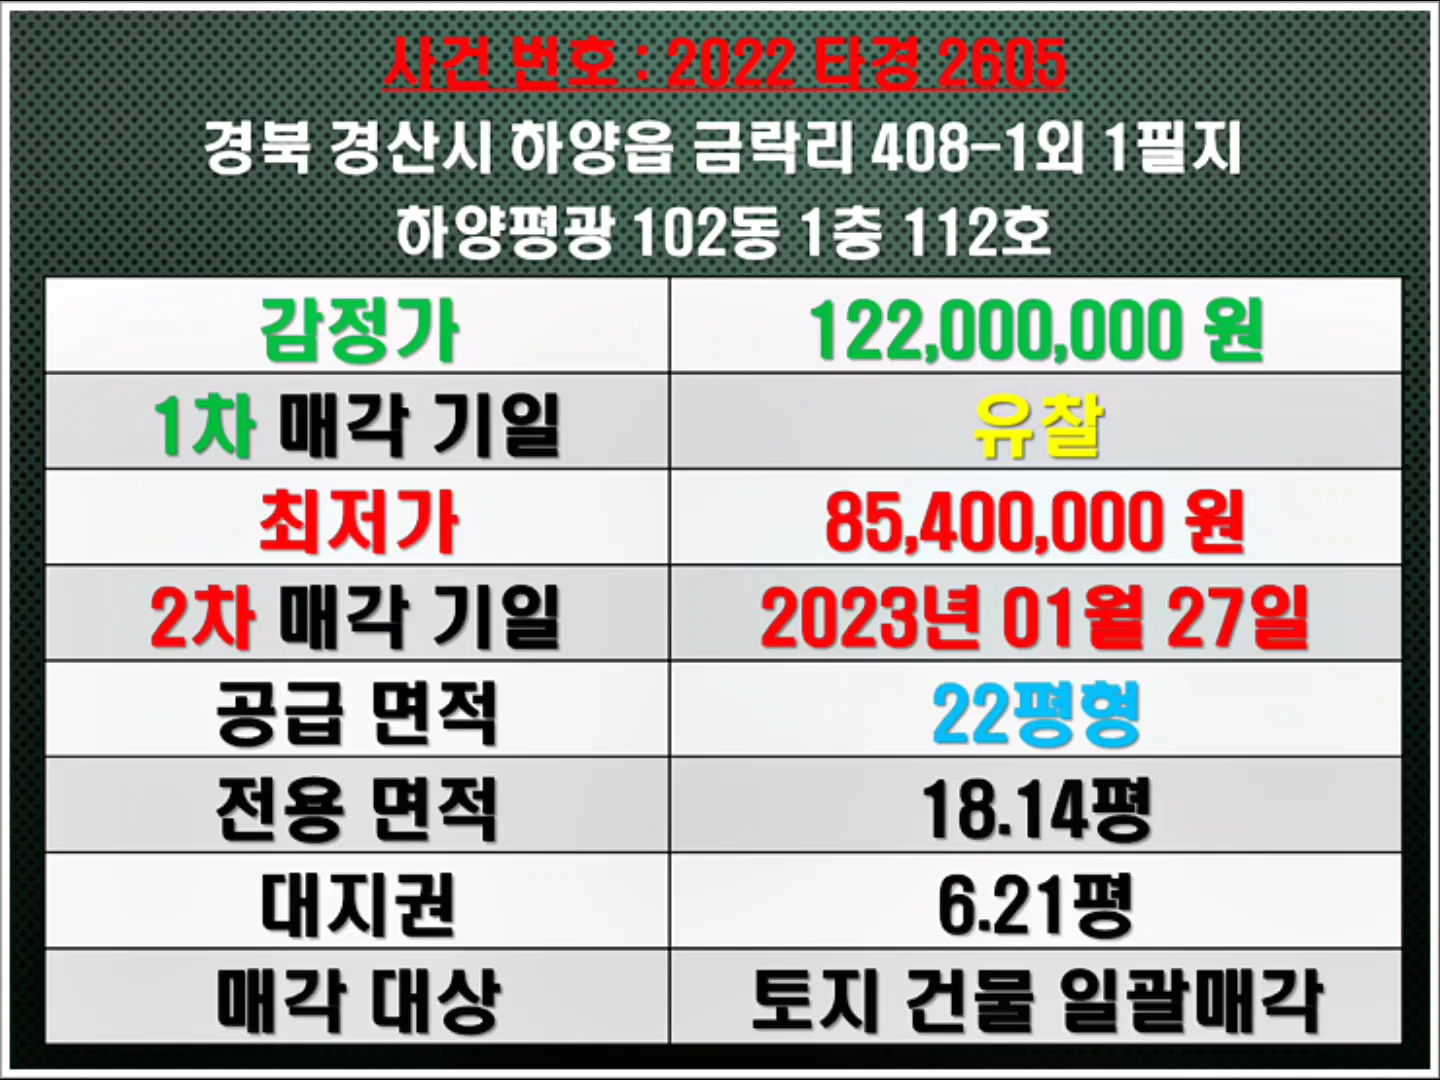 사건 번호 : 2022 타경 2605
경북 경산시 하양읍 금락리 408-1외 1필지
하양평광 102동 1층 112호
감정가 122,000,000 원
1차 매각 기일 유찰
최저가 85,400,000 원
2차 매각 기일 2023년 01월 27일
공급 면적 22평형
전용 면적 18.14평
대지권 6.21평
매각 대상 토지 건물 일괄매각